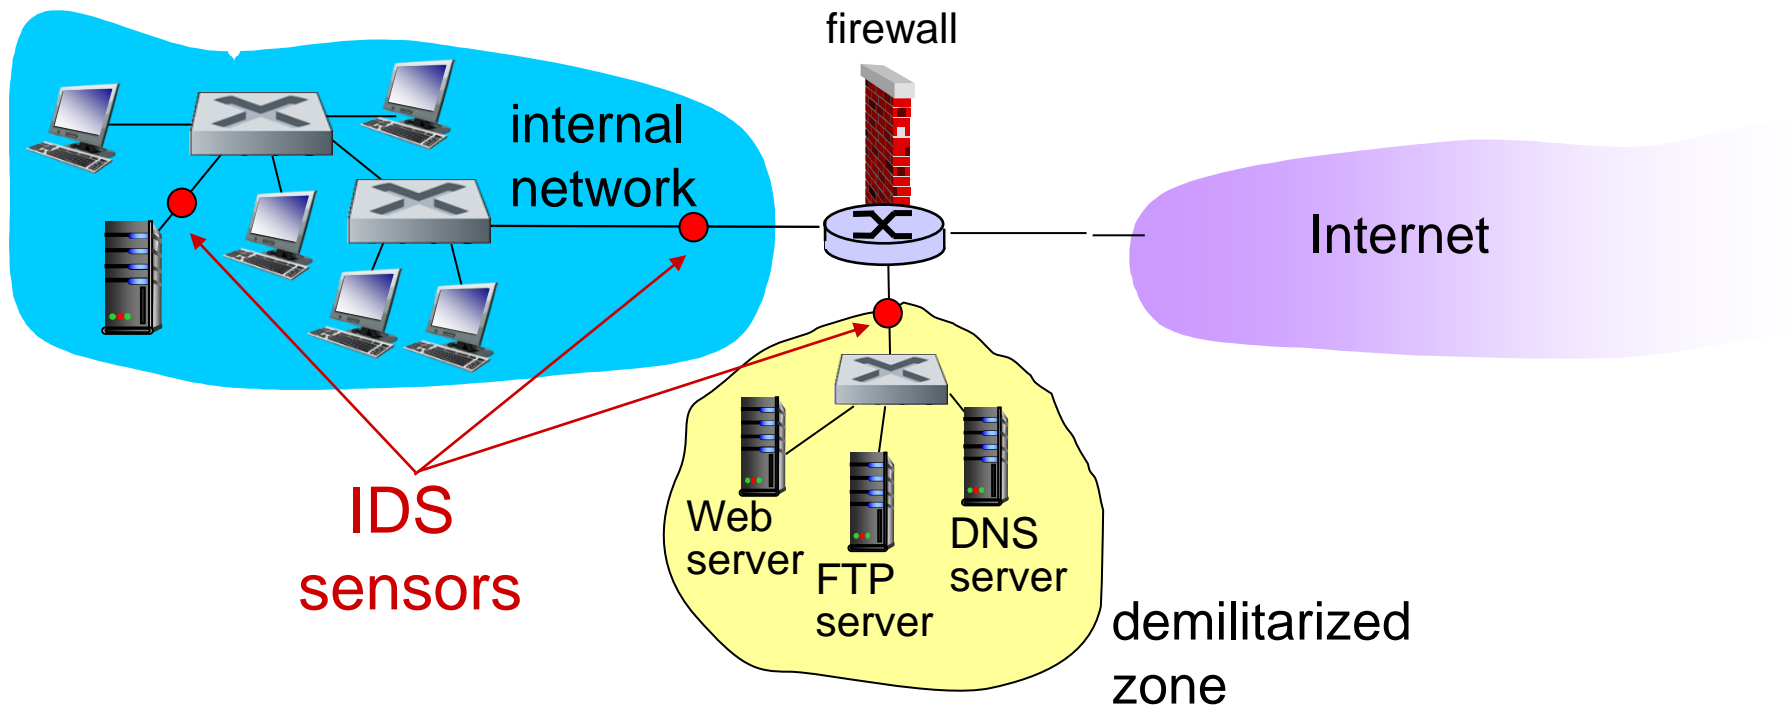 firewall
internal
network
Internet
IDS
sensors
Web
server
FTP
server
DNS
server
demilitarized
zone